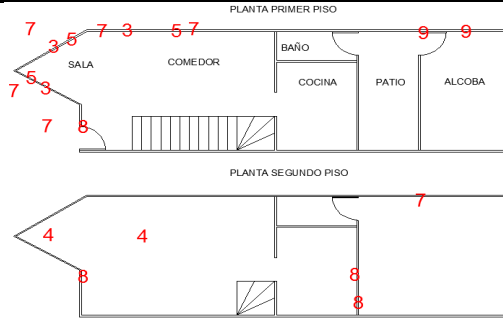 PLANTA PRIMER PISO
7 7 3 5 7 9 9
3 5
SALA COMEDOR BAÑO
5 3 COCINA PATIO ALCOBA
7
7 8
PLANTA SEGUNDO PISO
7
4 4
8 8
8